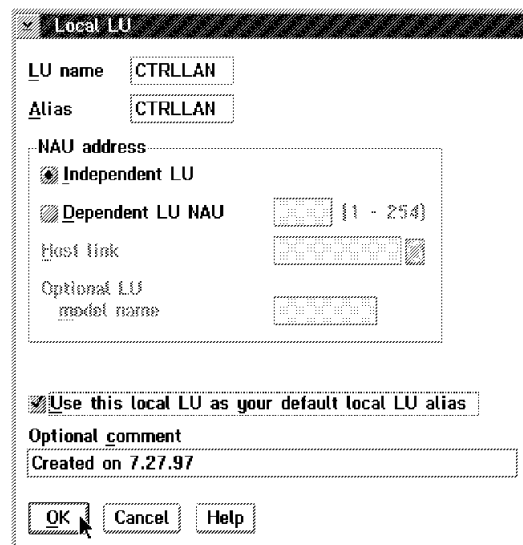 Local LU
LU name CTRLLAN
Alias CTRLLAN
NAU address
Independent LU
Dependent LU NAU (1 - 254)
Host link
Optional LU
model name
Use this local LU as your default local LU alias
Optional comment
Created on 7.27.97
OK Cancel Help